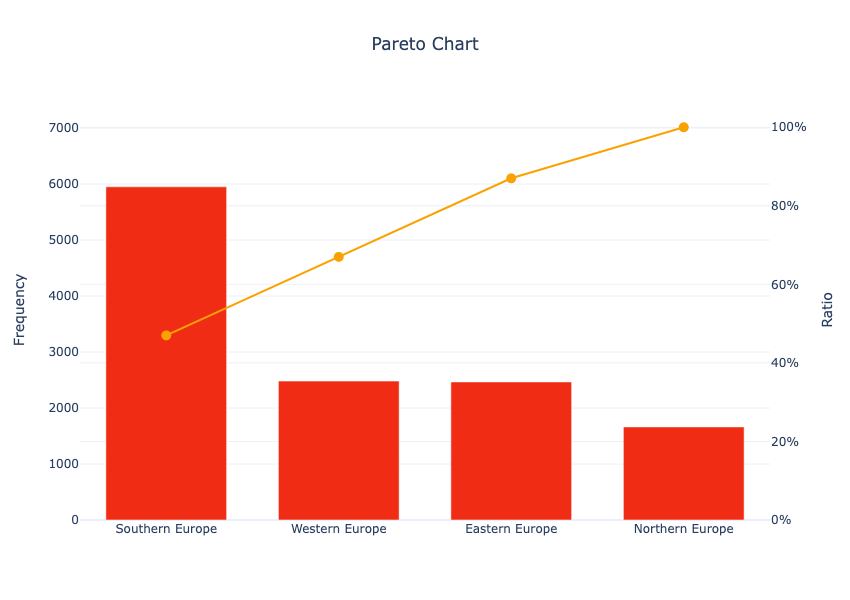 Pareto Chart
7000
6000
5000
4000
3000
2000
1000
0
Frequency
100%
80%
60%
40%
20%
0%
Ratio
Southern Europe
Western Europe
Eastern Europe
Northern Europe